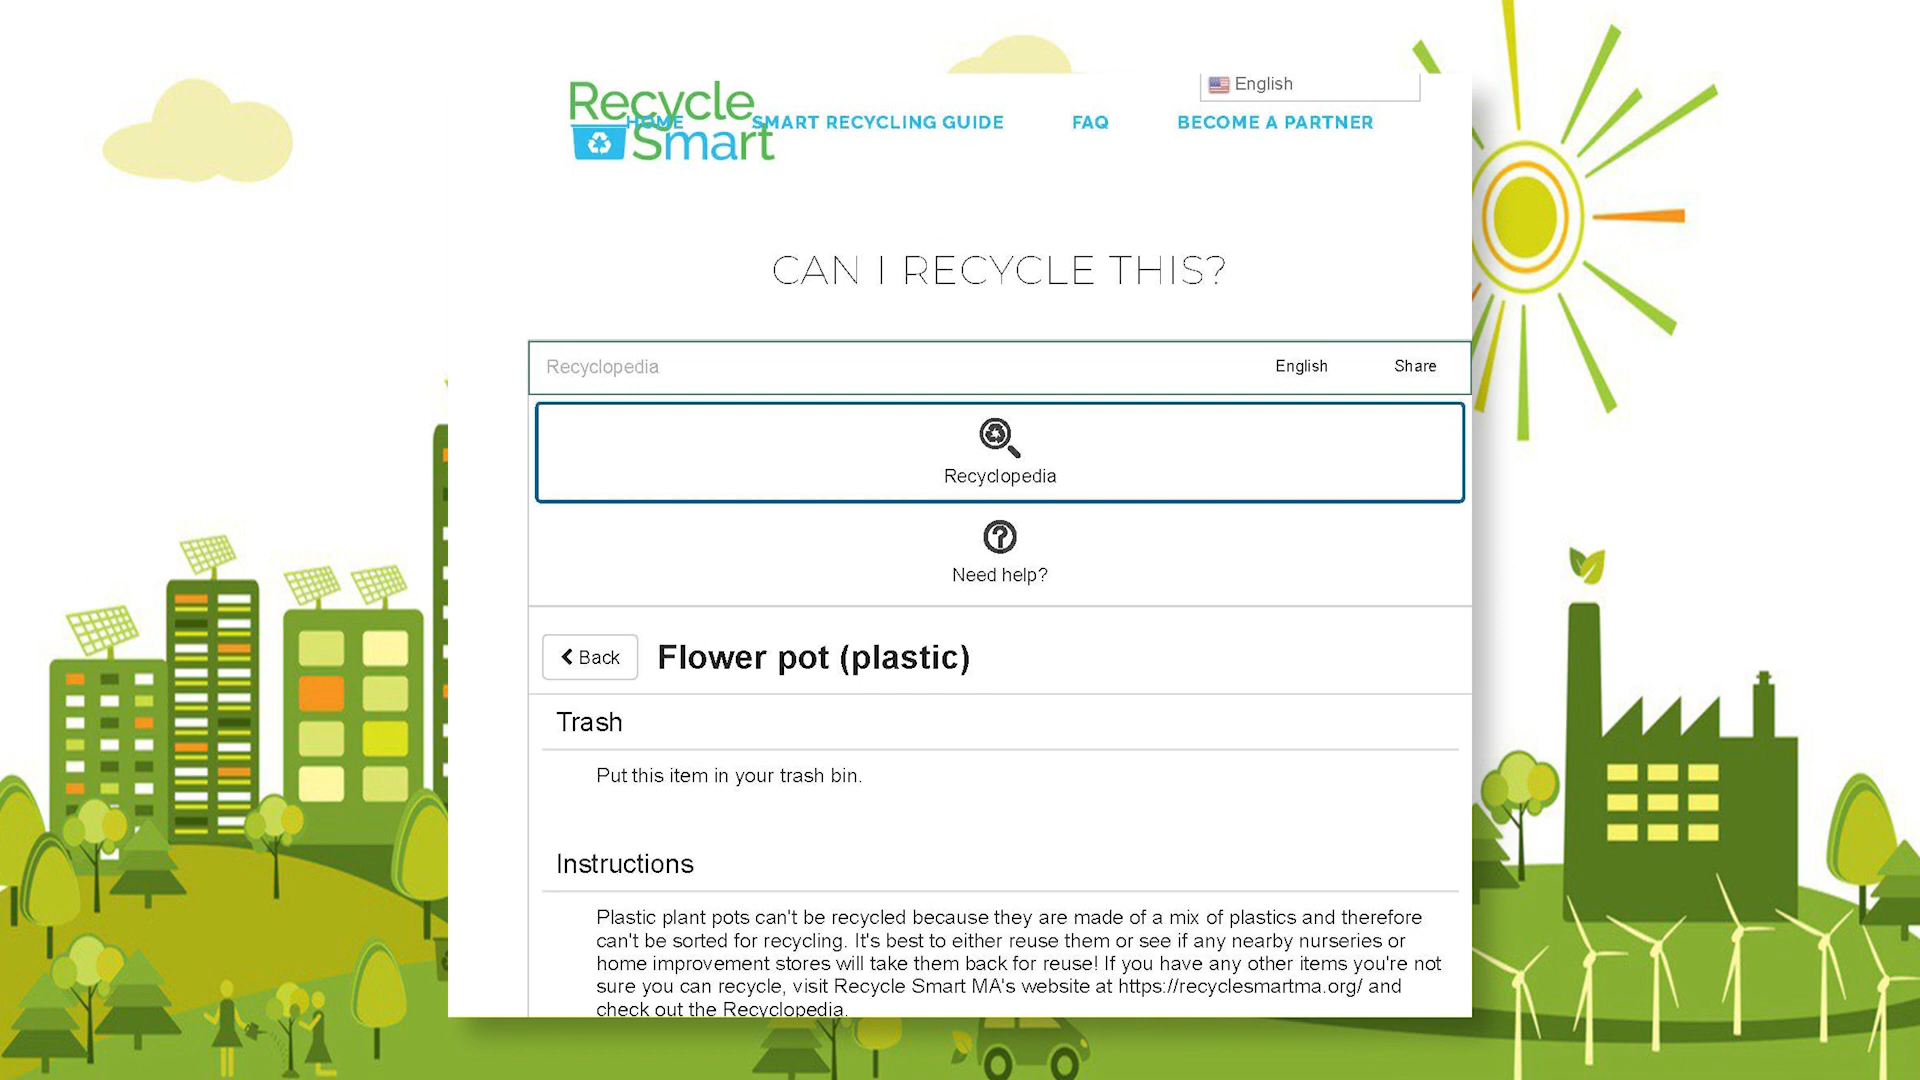 Recycle
Smart
English
HOME SMART RECYCLING GUIDE FAQ BECOME A PARTNER
CAN I RECYCLE THIS?
Recyclopedia English Share
Recyclopedia
Need help?
Back Flower pot (plastic)
Trash
Put this item in your trash bin.
Instructions
Plastic plant pots can't be recycled because they are made of a mix of plastics and therefore
can't be sorted for recycling. It's best to either reuse them or see if any nearby nurseries or
home improvement stores will take them back for reuse! If you have any other items you're not
sure you can recycle, visit Recycle Smart MA's website at https://recyclesmartma.org/ and
check out the Recyclopedia.